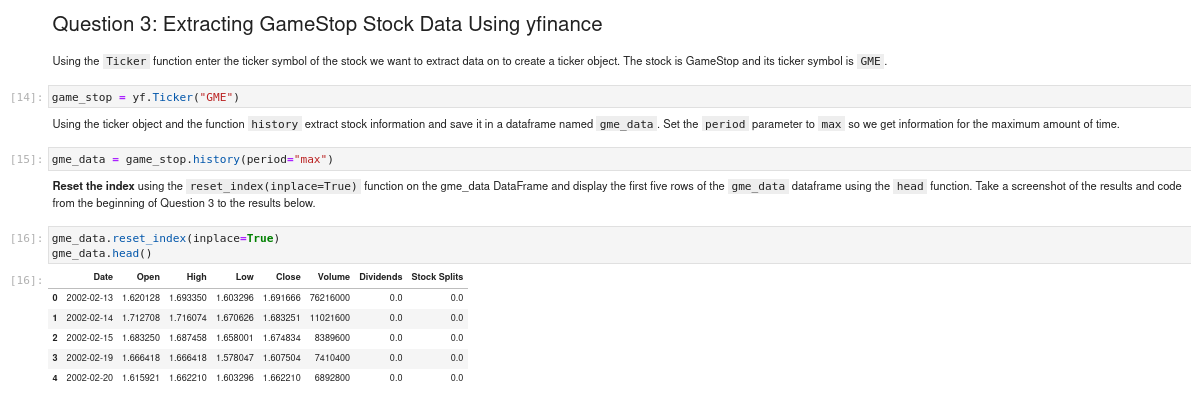 Question 3: Extracting GameStop Stock Data Using yfinance
Using the Ticker function enter the ticker symbol of the stock we want to extract data on to create a ticker object. The stock is GameStop and its ticker symbol is GME.
[14]: game_stop = yf.Ticker("GME")
Using the ticker object and the function history extract stock information and save it in a dataframe named gme_data. Set the period parameter to max so we get information for the maximum amount of time.
[15]: gme_data = game_stop.history(period="max")
Reset the index using the reset_index(inplace=True) function on the gme_data DataFrame and display the first five rows of the gme_data dataframe using the head function. Take a screenshot of the results and code
from the beginning of Question 3 to the results below.
[16]: gme_data.reset_index(inplace=True)
gme_data.head()
[16]: Date Open High Low Close Volume Dividends Stock Splits
0 2002-02-13 1.620128 1.693350 1.603296 1.691666 76216000 0.0 0.0
1 2002-02-14 1.712708 1.716074 1.670626 1.683251 11021600 0.0 0.0
2 2002-02-15 1.683250 1.687458 1.658001 1.674834 8389600 0.0 0.0
3 2002-02-19 1.666418 1.666418 1.578047 1.607504 7410400 0.0 0.0
4 2002-02-20 1.615921 1.662210 1.603296 1.662210 6892800 0.0 0.0